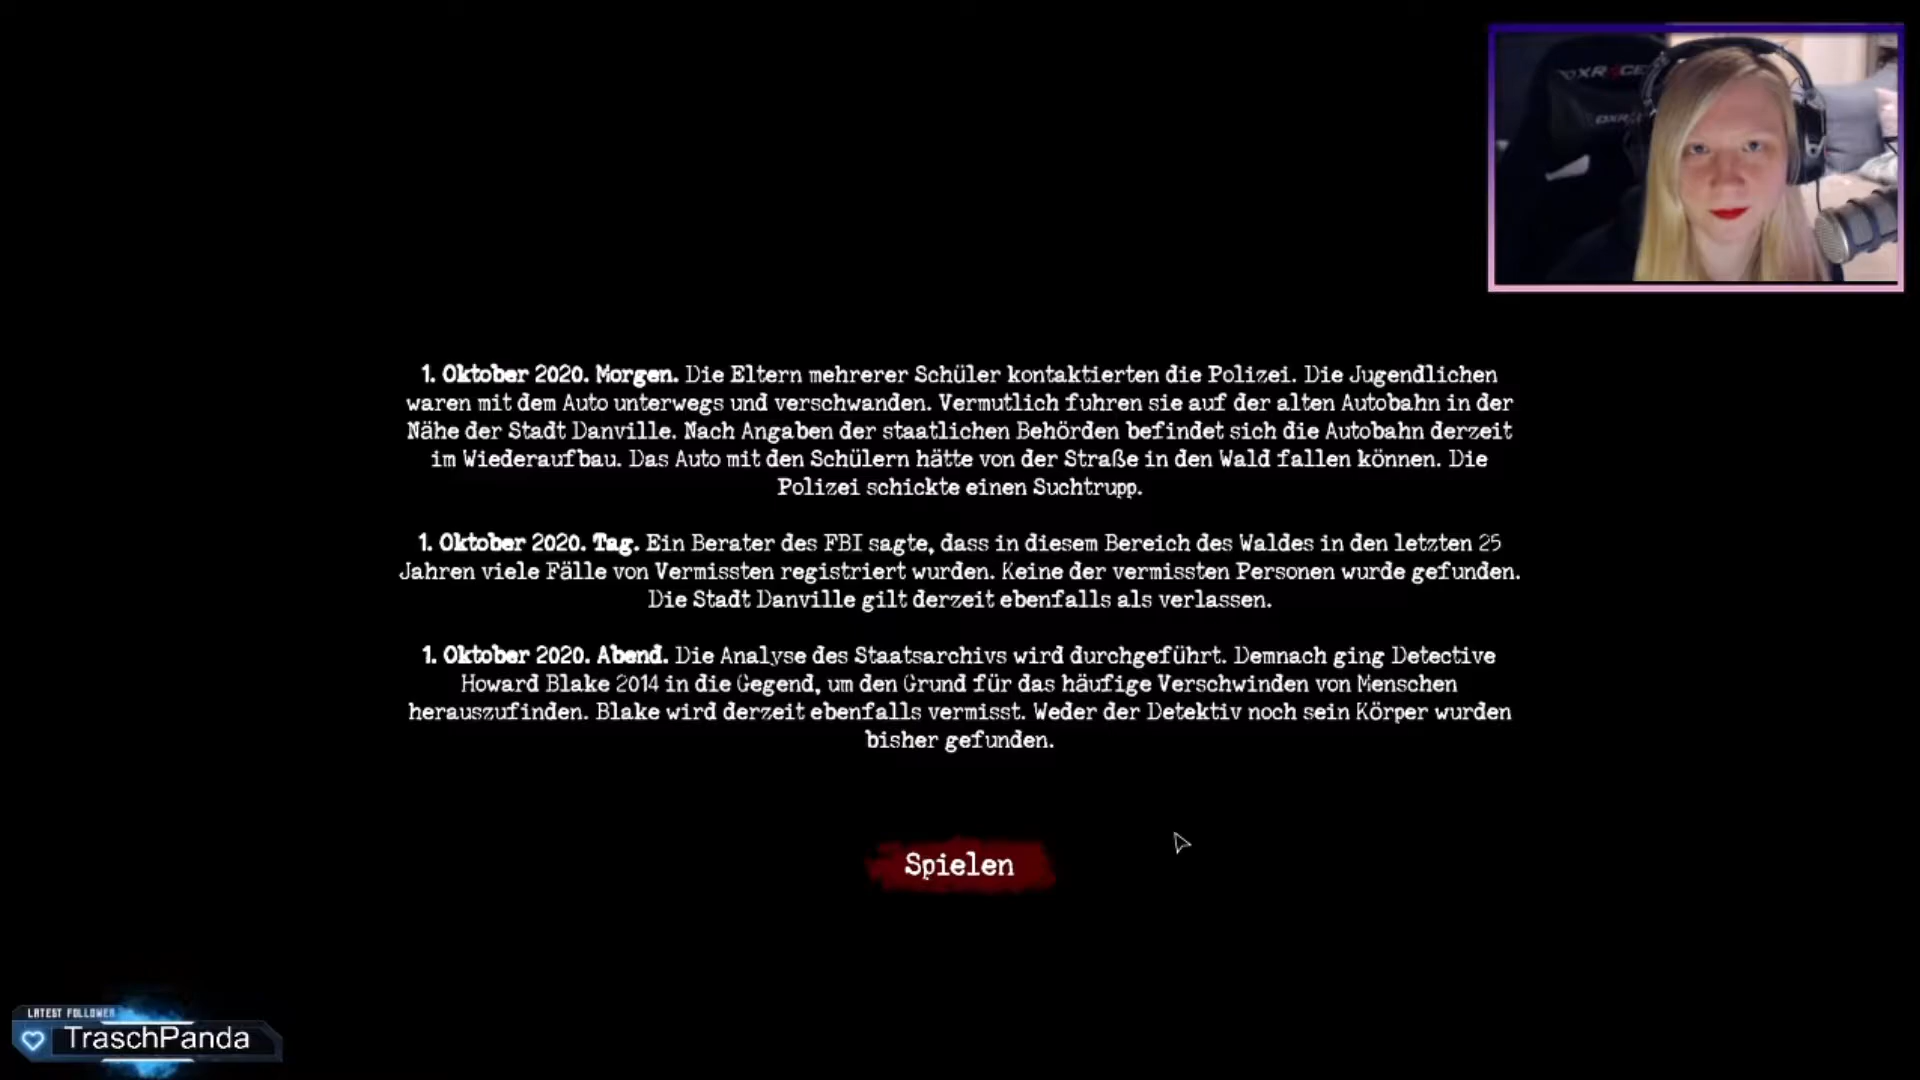 DXRACE
DXR
1. Oktober 2020. Morgen. Die Eltern mehrerer Schüler kontaktierten die Polizei. Die Jugendlichen
waren mit dem Auto unterwegs und verschwanden. Vermutlich fuhren sie auf der alten Autobahn in der
Nähe der Stadt Danville. Nach Angaben der staatlichen Behörden befindet sich die Autobahn derzeit
im Wiederaufbau. Das Auto mit den Schülern hätte von der Straße in den Wald fallen können. Die
Polizei schickte einen Suchtrupp.
1. Oktober 2020. Tag. Ein Berater des FBI sagte, dass in diesem Bereich des Waldes in den letzten 25
Jahren viele Fälle von Vermissten registriert wurden. Keine der vermissten Personen wurde gefunden.
Die Stadt Danville gilt derzeit ebenfalls als verlassen.
1. Oktober 2020. Abend. Die Analyse des Staatsarchivs wird durchgeführt. Demnach ging Detective
Howard Blake 2014 in die Gegend, um den Grund für das häufige Verschwinden von Menschen
herauszufinden. Blake wird derzeit ebenfalls vermisst. Weder der Detektiv noch sein Körper wurden
bisher gefunden.
Spielen
LATEST FOLLOWER
TraschPanda